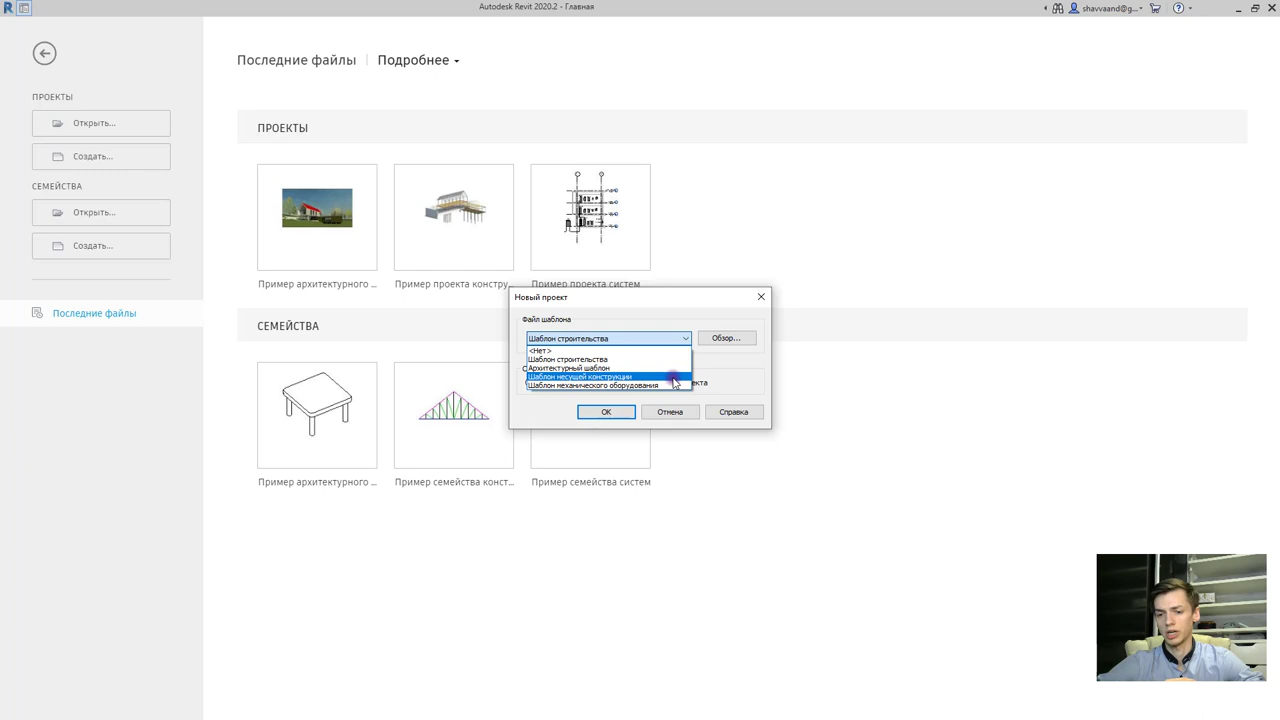 Autodesk Revit 2020.2 - Главная
shavvaand@g...
Последние файлы
Подробнее
ПРОЕКТЫ
Открыть...
Создать...
СЕМЕЙСТВА
Открыть...
Создать...
Последние файлы
ПРОЕКТЫ
Пример архитектурного ...
Пример проекта констру...
Пример проекта систем
СЕМЕЙСТВА
Пример архитектурного ...
Пример семейства конст...
Пример семейства систем
Новый проект
Файл шаблона
Шаблон строительства
Обзор...
<Нет>
Шаблон строительства
Архитектурный шаблон
Шаблон несущей конструкции
Шаблон механического оборудования
OK
Отмена
Справка